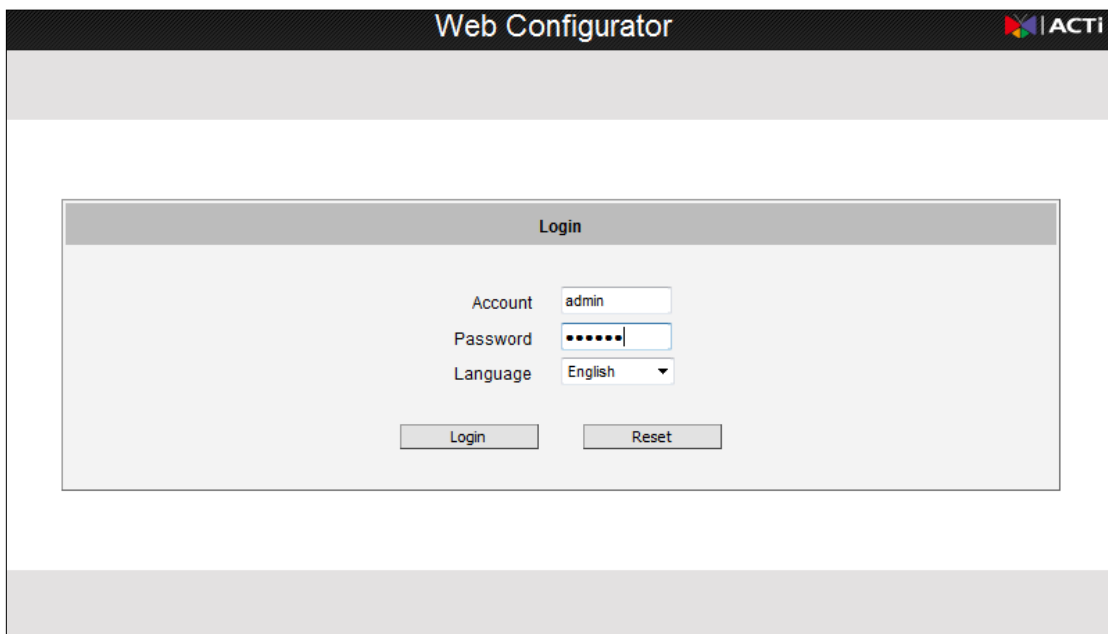 Web Configurator
ACTi
Login
Account admin
Password ••••••
Language English
Login Reset